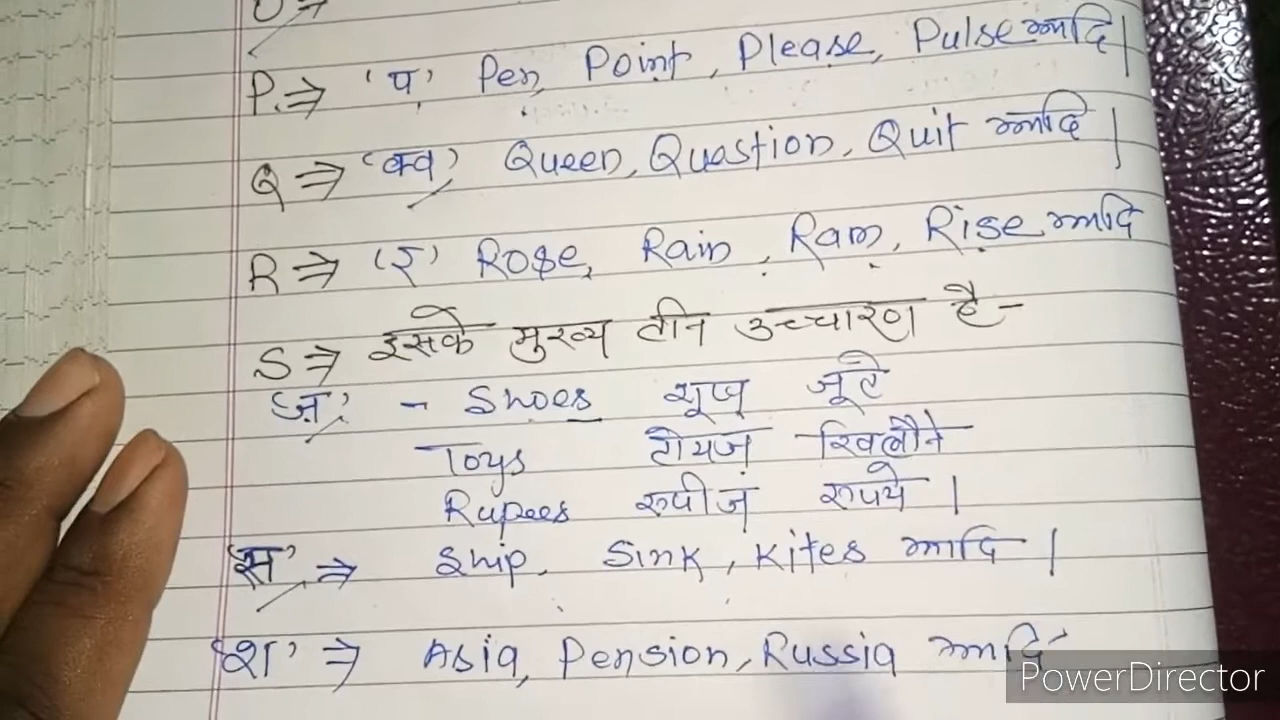 P. ⇒ 'प' Pen, Point, Please, Pulse आदि|
Q ⇒ 'क्व' Queen, Question, Quit आदि|
R ⇒ 'र' Rose, Rain, Ram, Rise आदि
S ⇒ इसके मुख्य तीन उच्चारण है-
'ज़' - Shoes शूज़ जूते
Toys टोयज़ खिलौने
Rupees रुपीज़ रुपये |
'स' ⇒ Ship, Sink, Kites आदि |
'श' ⇒ Asia, Pension, Russia आदि
PowerDirector